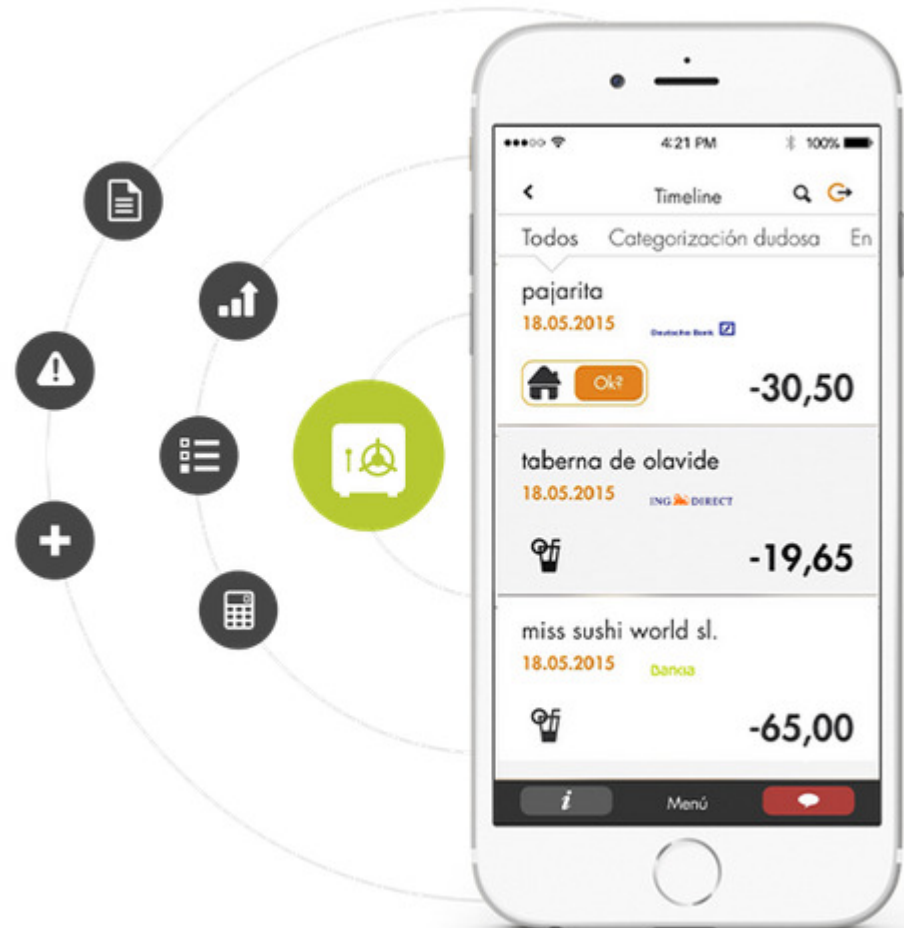 4:21 PM 100%
Timeline
Todos Categorización dudosa En
pajarita
18.05.2015 Deutsche Bank
Ok? -30,50
taberna de olavide
18.05.2015 ING DIRECT
-19,65
miss sushi world sl.
18.05.2015 Bankia
-65,00
i Menú